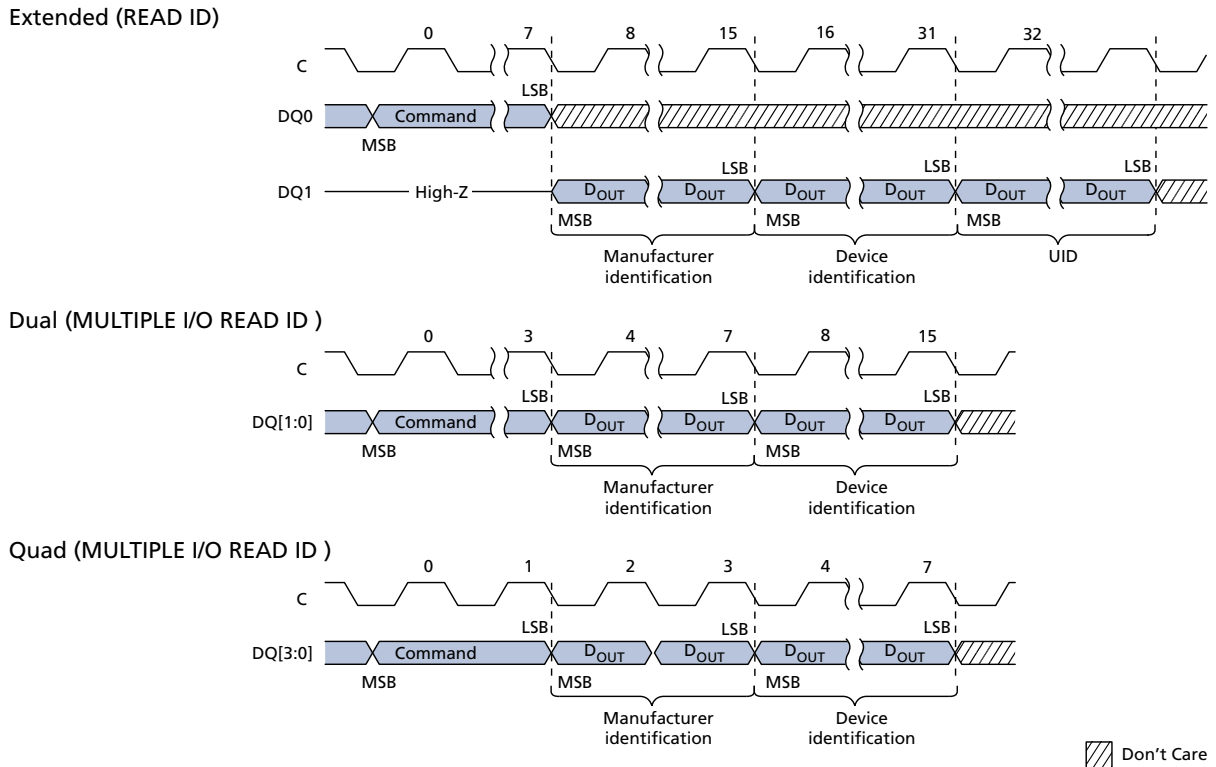 Extended (READ ID)
0 7 8 15 16 31 32
C
LSB
DQ0 Command
MSB
LSB LSB LSB
DQ1 High-Z DOUT DOUT DOUT DOUT DOUT DOUT
MSB MSB MSB
Manufacturer identification Device identification UID
Dual (MULTIPLE I/O READ ID )
0 3 4 7 8 15
C
LSB LSB LSB
DQ[1:0] Command DOUT DOUT DOUT DOUT
MSB MSB MSB
Manufacturer identification Device identification
Quad (MULTIPLE I/O READ ID )
0 1 2 3 4 7
C
LSB LSB LSB
DQ[3:0] Command DOUT DOUT DOUT DOUT
MSB MSB MSB
Manufacturer identification Device identification
Don't Care